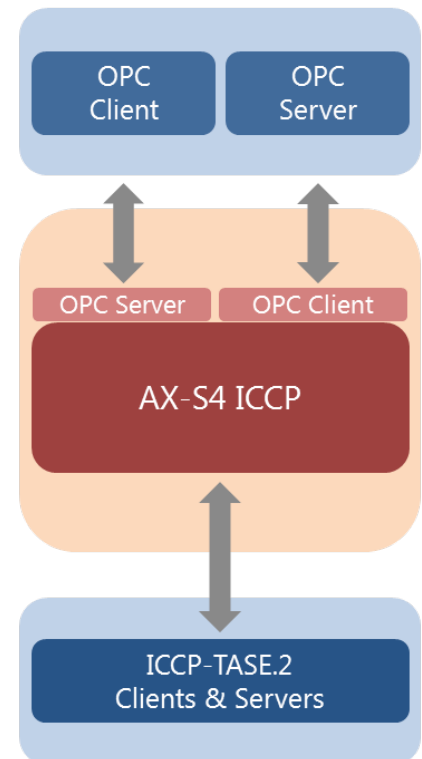 OPC
Client
OPC
Server
OPC Server
OPC Client
AX-S4 ICCP
ICCP-TASE.2
Clients & Servers